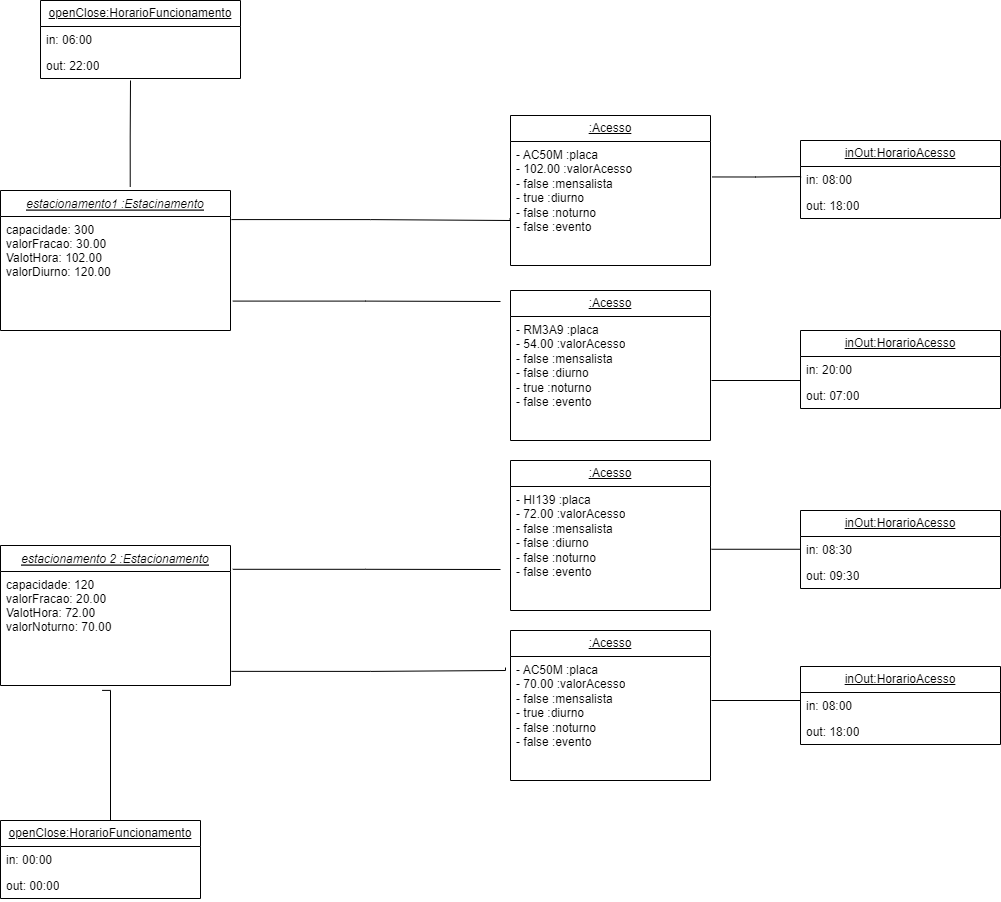 openClose:HorarioFuncionamento
in: 06:00
out: 22:00
estacionamento1 :Estacinamento
capacidade: 300
valorFracao: 30.00
ValotHora: 102.00
valorDiurno: 120.00
:Acesso
- AC50M :placa
- 102.00 :valorAcesso
- false :mensalista
- true :diurno
- false :noturno
- false :evento
inOut:HorarioAcesso
in: 08:00
out: 18:00
:Acesso
- RM3A9 :placa
- 54.00 :valorAcesso
- false :mensalista
- false :diurno
- true :noturno
- false :evento
inOut:HorarioAcesso
in: 20:00
out: 07:00
estacionamento 2 :Estacionamento
capacidade: 120
valorFracao: 20.00
ValotHora: 72.00
valorNoturno: 70.00
:Acesso
- HI139 :placa
- 72.00 :valorAcesso
- false :mensalista
- false :diurno
- false :noturno
- false :evento
inOut:HorarioAcesso
in: 08:30
out: 09:30
:Acesso
- AC50M :placa
- 70.00 :valorAcesso
- false :mensalista
- true :diurno
- false :noturno
- false :evento
inOut:HorarioAcesso
in: 08:00
out: 18:00
openClose:HorarioFuncionamento
in: 00:00
out: 00:00